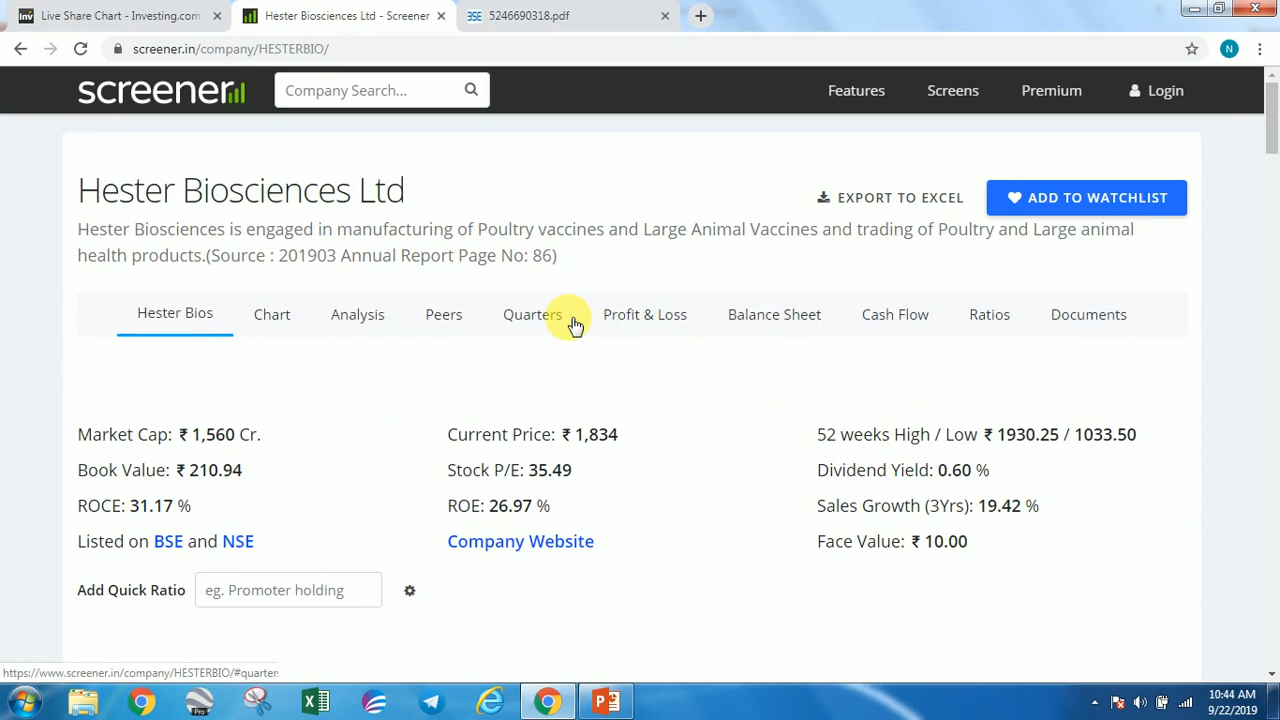 Live Share Chart - Investing.com
Hester Biosciences Ltd - Screener
5246690318.pdf
screener.in/company/HESTERBIO/
N
screener
Company Search...
Features
Screens
Premium
Login
Hester Biosciences Ltd
EXPORT TO EXCEL
ADD TO WATCHLIST
Hester Biosciences is engaged in manufacturing of Poultry vaccines and Large Animal Vaccines and trading of Poultry and Large animal
health products.(Source : 201903 Annual Report Page No: 86)
Hester Bios
Chart
Analysis
Peers
Quarters
Profit & Loss
Balance Sheet
Cash Flow
Ratios
Documents
Market Cap: ₹ 1,560 Cr.
Current Price: ₹ 1,834
52 weeks High / Low ₹ 1930.25 / 1033.50
Book Value: ₹ 210.94
Stock P/E: 35.49
Dividend Yield: 0.60 %
ROCE: 31.17 %
ROE: 26.97 %
Sales Growth (3Yrs): 19.42 %
Listed on BSE and NSE
Company Website
Face Value: ₹ 10.00
Add Quick Ratio
eg. Promoter holding
https://www.screener.in/company/HESTERBIO/#quarters
Pro
10:44 AM
9/22/2019